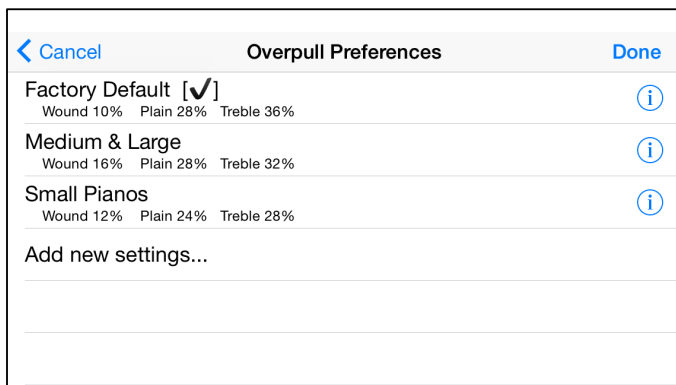 Cancel Overpull Preferences Done
Factory Default [✔]
Wound 10% Plain 28% Treble 36%
Medium & Large
Wound 16% Plain 28% Treble 32%
Small Pianos
Wound 12% Plain 24% Treble 28%
Add new settings...